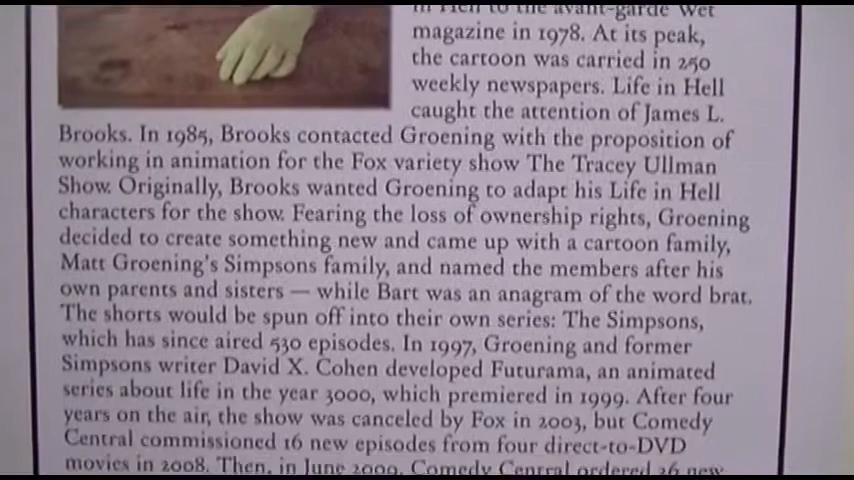 in Hell to the avant-garde Wet
magazine in 1978. At its peak,
the cartoon was carried in 250
weekly newspapers. Life in Hell
caught the attention of James L.
Brooks. In 1985, Brooks contacted Groening with the proposition of
working in animation for the Fox variety show The Tracey Ullman
Show. Originally, Brooks wanted Groening to adapt his Life in Hell
characters for the show. Fearing the loss of ownership rights, Groening
decided to create something new and came up with a cartoon family,
Matt Groening's Simpsons family, and named the members after his
own parents and sisters — while Bart was an anagram of the word brat.
The shorts would be spun off into their own series: The Simpsons,
which has since aired 530 episodes. In 1997, Groening and former
Simpsons writer David X. Cohen developed Futurama, an animated
series about life in the year 3000, which premiered in 1999. After four
years on the air, the show was canceled by Fox in 2003, but Comedy
Central commissioned 16 new episodes from four direct-to-DVD
movies in 2008. Then, in June 2009, Comedy Central ordered 26 new